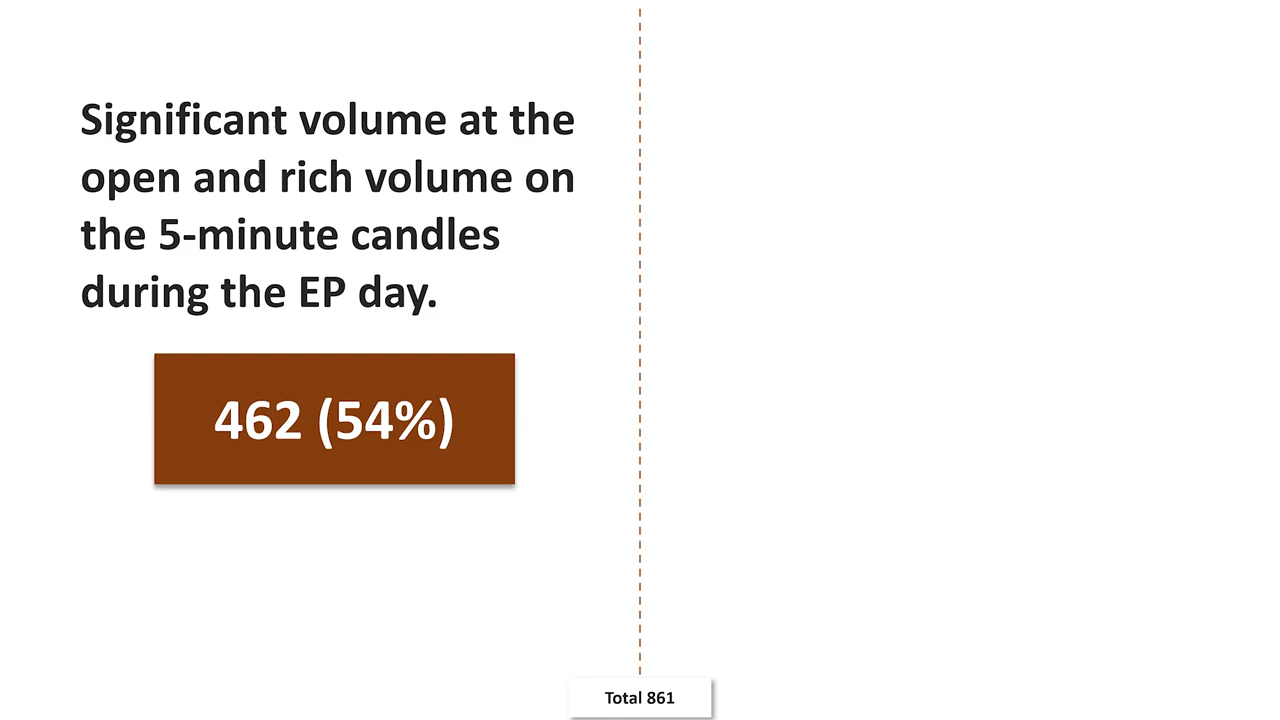 Significant volume at the
open and rich volume on
the 5-minute candles
during the EP day.
462 (54%)
Total 861